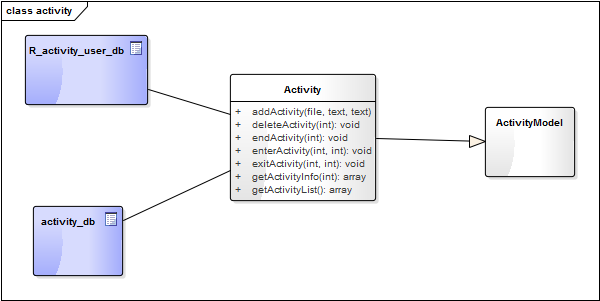 class activity
R_activity_user_db
Activity
+ addActivity(file, text, text)
+ deleteActivity(int): void
+ endActivity(int): void
+ enterActivity(int, int): void
+ exitActivity(int, int): void
+ getActivityInfo(int): array
+ getActivityList(): array
ActivityModel
activity_db